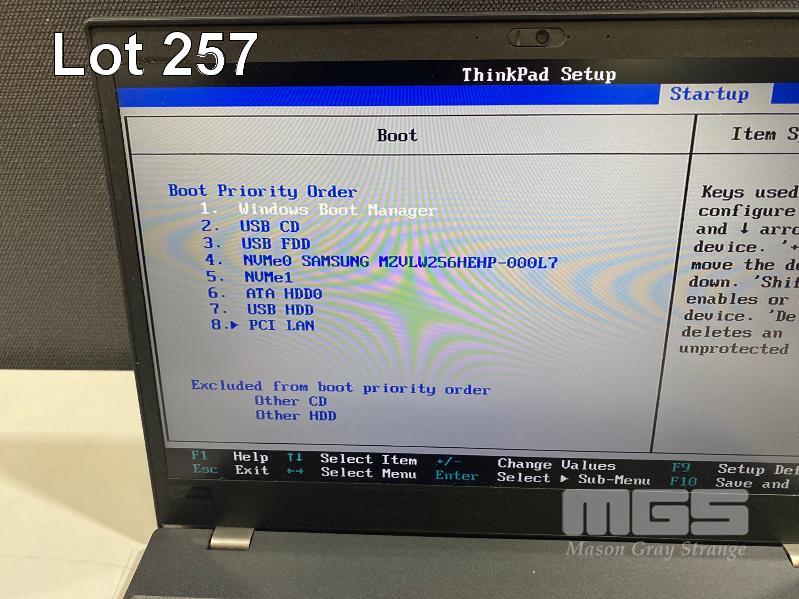 Lot 257
ThinkPad Setup
Startup
Boot
Item S
Boot Priority Order
1. Windows Boot Manager
2. USB CD
3. USB FDD
4. NVMe0 SAMSUNG MZVLW256HEHP-000L7
5. NVMe1
6. ATA HDD0
7. USB HDD
8.▶ PCI LAN
Excluded from boot priority order
Other CD
Other HDD
Keys used
configure
and ↓ arro
device. '+
move the de
down. 'Shif
enables or
device. 'De
deletes an
unprotected
F1 Help ↑↓ Select Item +/- Change Values F9 Setup Def
Esc Exit ←→ Select Menu Enter Select ▶ Sub-Menu F10 Save and
MGS
Mason Gray Strange